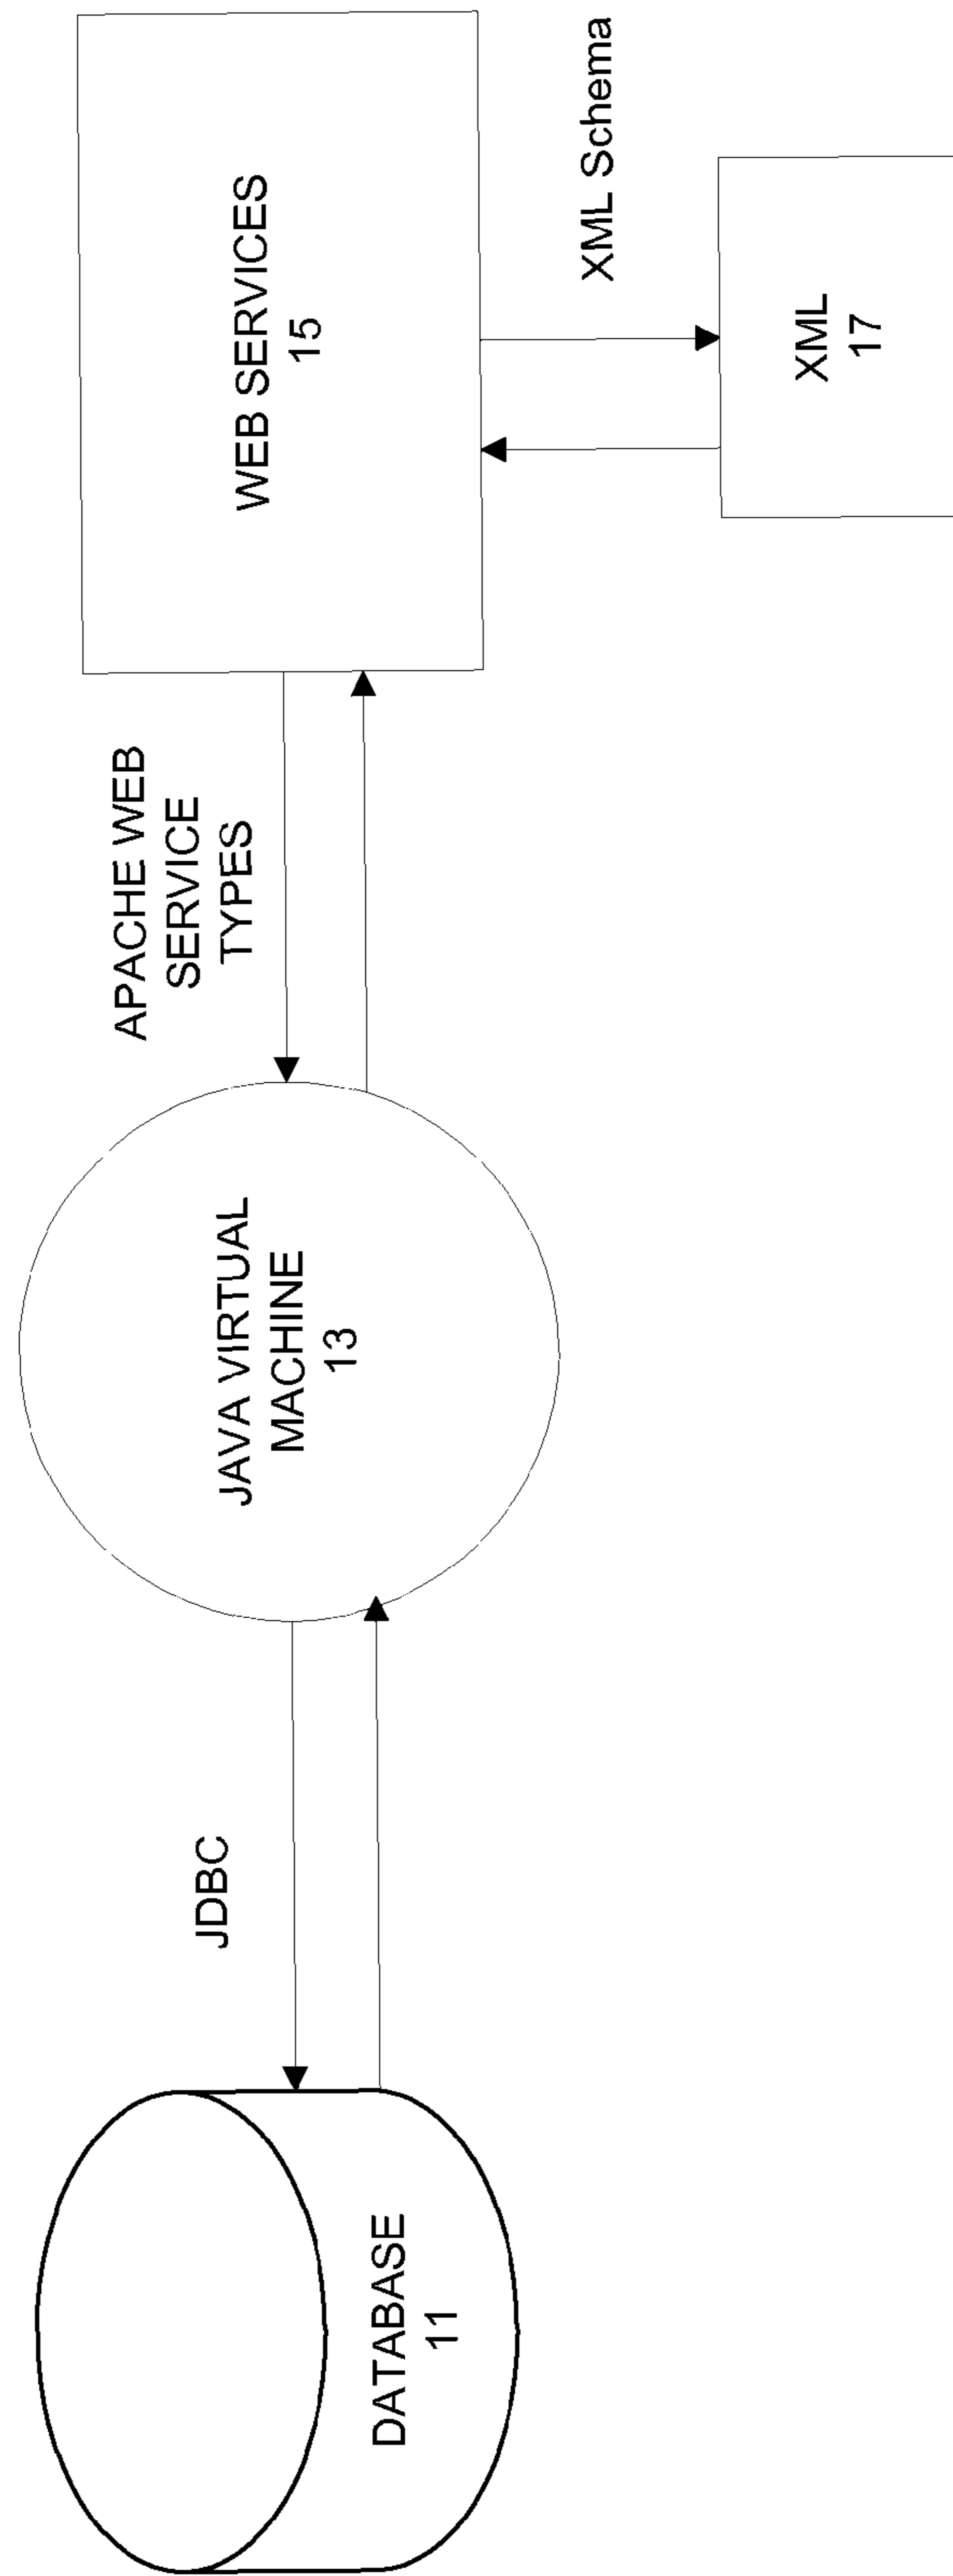 DATABASE
11
JDBC
JAVA VIRTUAL
MACHINE
13
APACHE WEB
SERVICE
TYPES
WEB SERVICES
15
XML Schema
XML
17